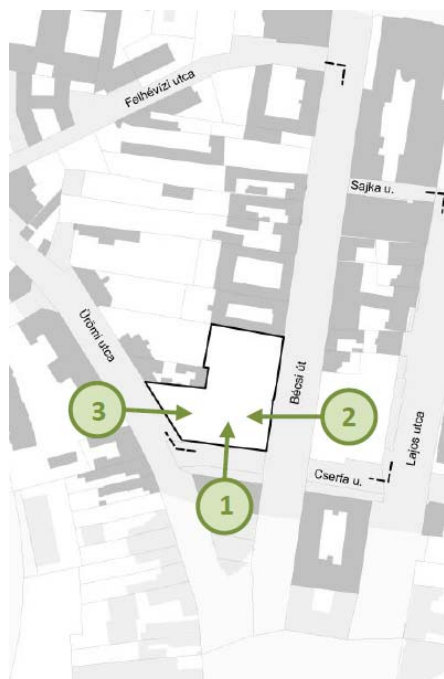 Felhévizi utca
Sajka u.
Ürömi utca
Bécsi út
Lajos utca
3
2
Cserfa u.
1